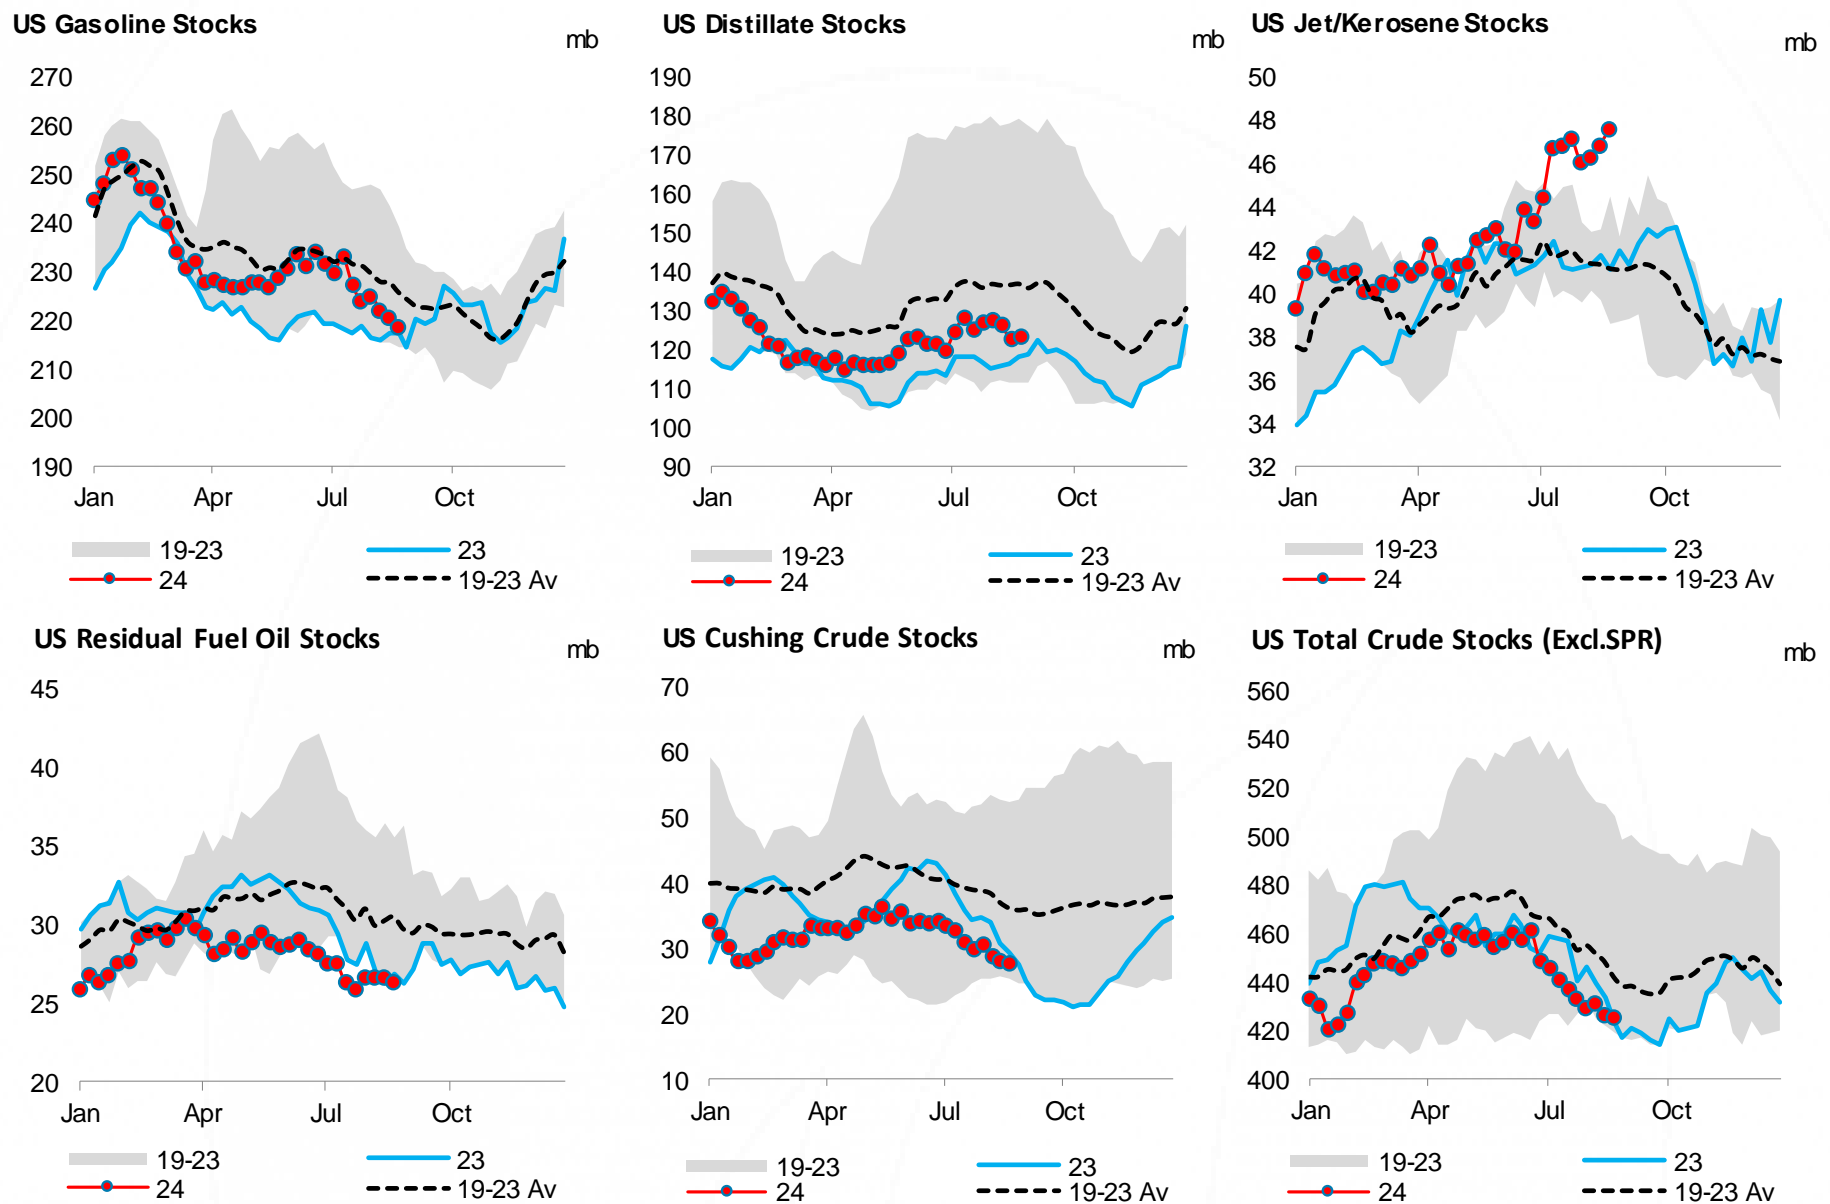 US Gasoline Stocks
mb
270
260
250
240
230
220
210
200
190
Jan Apr Jul Oct
19-23 23
24 19-23 Av
US Distillate Stocks
mb
190
180
170
160
150
140
130
120
110
100
90
Jan Apr Jul Oct
19-23 23
24 19-23 Av
US Jet/Kerosene Stocks
mb
50
48
46
44
42
40
38
36
34
32
Jan Apr Jul Oct
19-23 23
24 19-23 Av
US Residual Fuel Oil Stocks
mb
45
40
35
30
25
20
Jan Apr Jul Oct
19-23 23
24 19-23 Av
US Cushing Crude Stocks
mb
70
60
50
40
30
20
10
Jan Apr Jul Oct
19-23 23
24 19-23 Av
US Total Crude Stocks (Excl.SPR)
mb
560
540
520
500
480
460
440
420
400
Jan Apr Jul Oct
19-23 23
24 19-23 Av